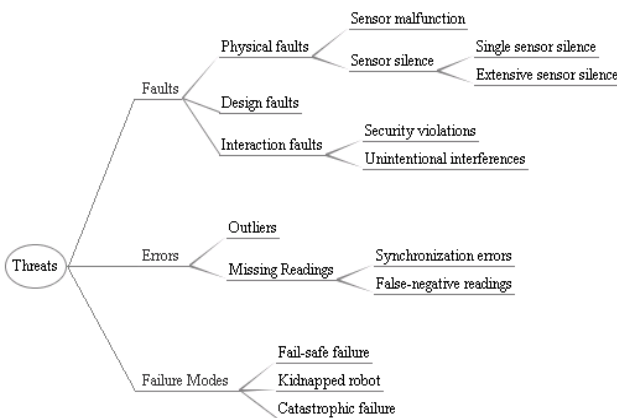 Threats
Faults
Physical faults
Sensor malfunction
Sensor silence
Single sensor silence
Extensive sensor silence
Design faults
Interaction faults
Security violations
Unintentional interferences
Errors
Outliers
Missing Readings
Synchronization errors
False-negative readings
Failure Modes
Fail-safe failure
Kidnapped robot
Catastrophic failure